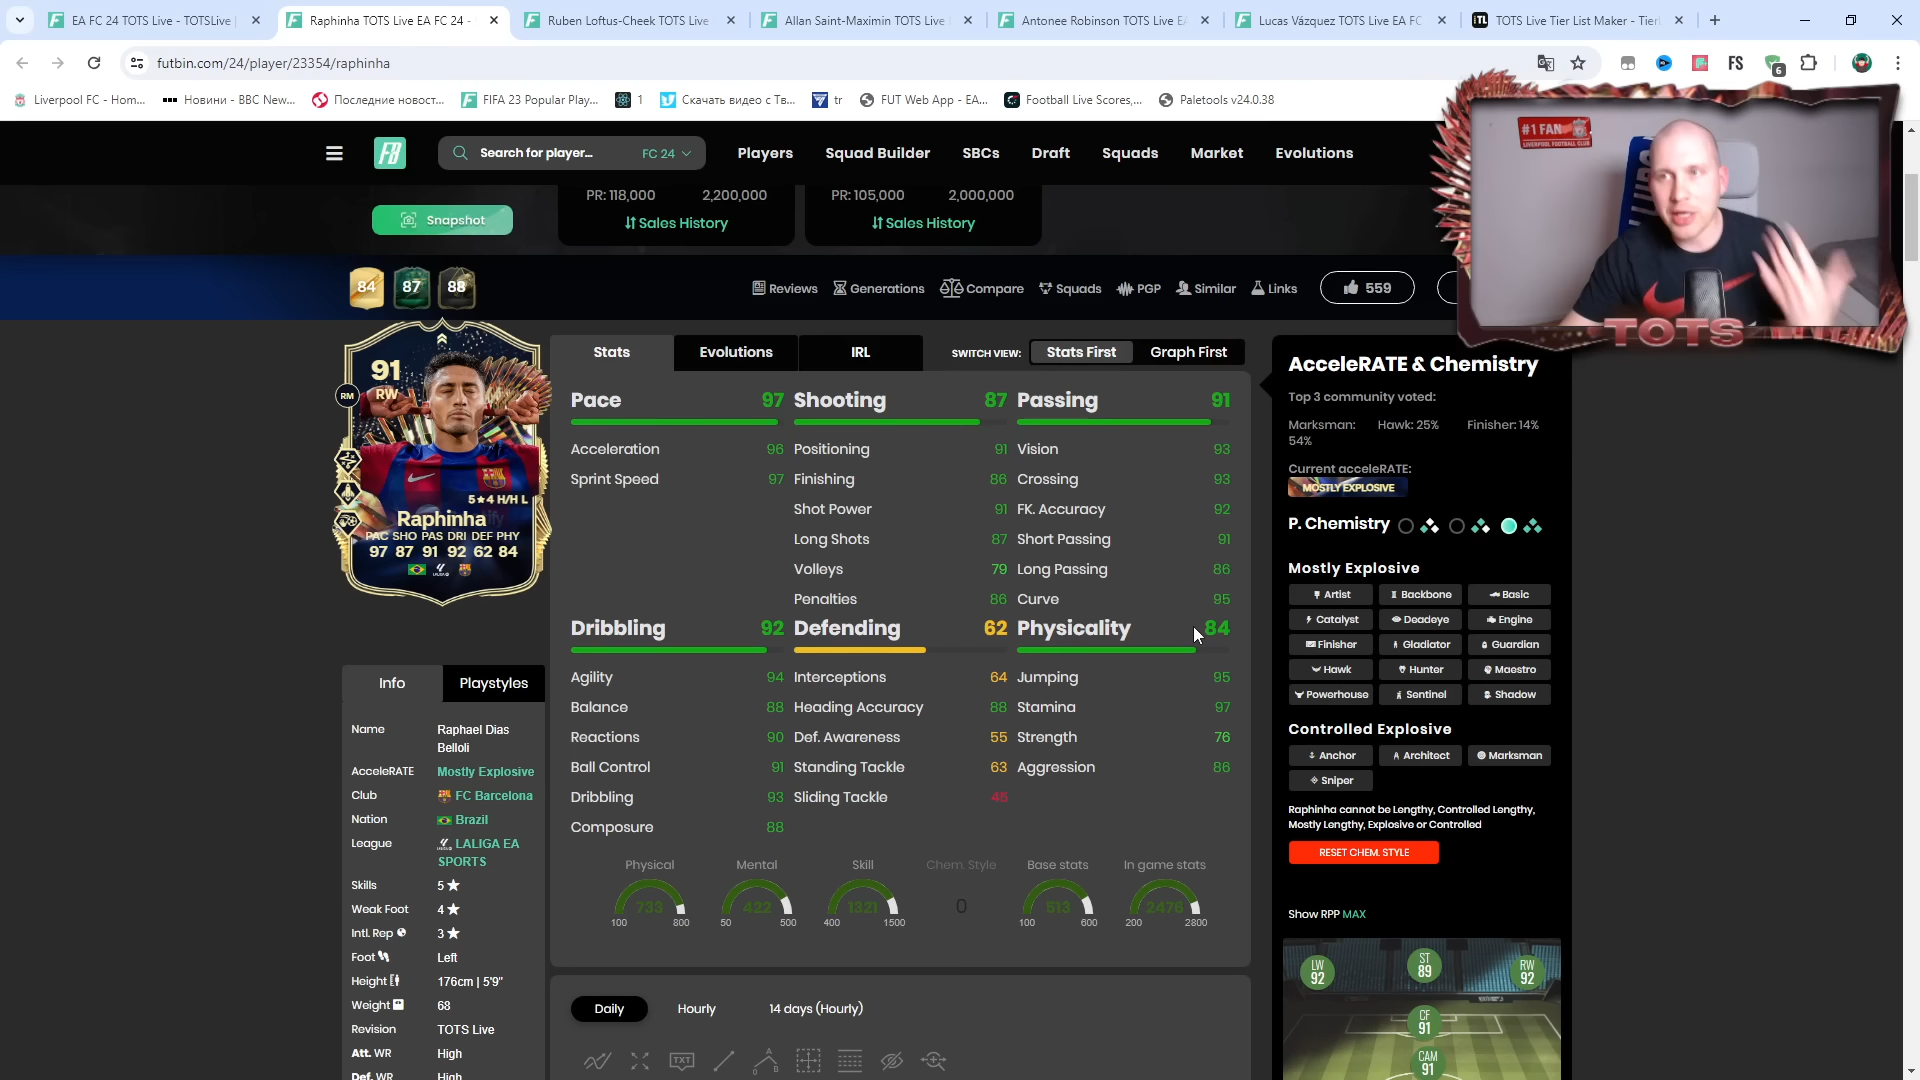 EA FC 24 TOTS Live - TOTSLive
Raphinha TOTS Live EA FC 24 -
Ruben Loftus-Cheek TOTS Live
Allan Saint-Maximin TOTS Live
Antonee Robinson TOTS Live EA
Lucas Vázquez TOTS Live EA FC
TOTS Live Tier List Maker - Tier
futbin.com/24/player/23354/raphinha
FS
6
Liverpool FC - Hom...
Новини - BBC New...
Последние новост...
FIFA 23 Popular Play...
1
Скачать видео с Тв...
tr
FUT Web App - EA...
Football Live Scores,...
Paletools v24.0.38
#1 FAN
LIVERPOOL FOOTBALL CLUB
TOTS
Search for player...
FC 24
Players
Squad Builder
SBCs
Draft
Squads
Market
Evolutions
Snapshot
PR: 118,000
2,200,000
Sales History
PR: 105,000
2,000,000
Sales History
84
87
88
Reviews
Generations
Compare
Squads
PGP
Similar
Links
559
91
RW
RM
5★4 H/H L
Raphinha
PAC SHO PAS DRI DEF PHY
97 87 91 92 62 84
Stats
Evolutions
IRL
SWITCH VIEW:
Stats First
Graph First
Pace 97
Acceleration 96
Sprint Speed 97
Shooting 87
Positioning 91
Finishing 86
Shot Power 91
Long Shots 87
Volleys 79
Penalties 86
Passing 91
Vision 93
Crossing 93
FK. Accuracy 92
Short Passing 91
Long Passing 86
Curve 95
Dribbling 92
Agility 94
Balance 88
Reactions 90
Ball Control 91
Dribbling 93
Composure 88
Defending 62
Interceptions 64
Heading Accuracy 88
Def. Awareness 55
Standing Tackle 63
Sliding Tackle 45
Physicality 84
Jumping 95
Stamina 97
Strength 76
Aggression 86
Physical
733
100 800
Mental
422
50 500
Skill
1321
400 1500
Chem. Style
0
Base stats
513
100 600
In game stats
2476
200 2800
Daily
Hourly
14 days (Hourly)
TXT
Info
Playstyles
Name Raphael Dias Belloli
AcceleRATE Mostly Explosive
Club FC Barcelona
Nation Brazil
League LALIGA EA SPORTS
Skills 5★
Weak Foot 4★
Intl. Rep 3★
Foot Left
Height 176cm | 5'9"
Weight 68
Revision TOTS Live
Att. WR High
Def. WR High
AcceleRATE & Chemistry
Top 3 community voted:
Marksman: 54%
Hawk: 25%
Finisher: 14%
Current acceleRATE:
MOSTLY EXPLOSIVE
P. Chemistry
Mostly Explosive
Artist
Backbone
Basic
Catalyst
Deadeye
Engine
Finisher
Gladiator
Guardian
Hawk
Hunter
Maestro
Powerhouse
Sentinel
Shadow
Controlled Explosive
Anchor
Architect
Marksman
Sniper
Raphinha cannot be Lengthy, Controlled Lengthy,
Mostly Lengthy, Explosive or Controlled
RESET CHEM. STYLE
Show RPP MAX
LW
92
ST
89
RW
92
CF
91
CAM
91